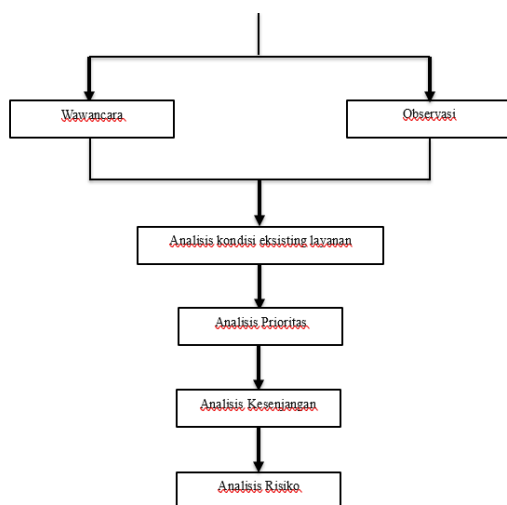 Wawancara
Observasi
Analisis kondisi eksisting layanan
Analisis Prioritas
Analisis Kesenjangan
Analisis Risiko